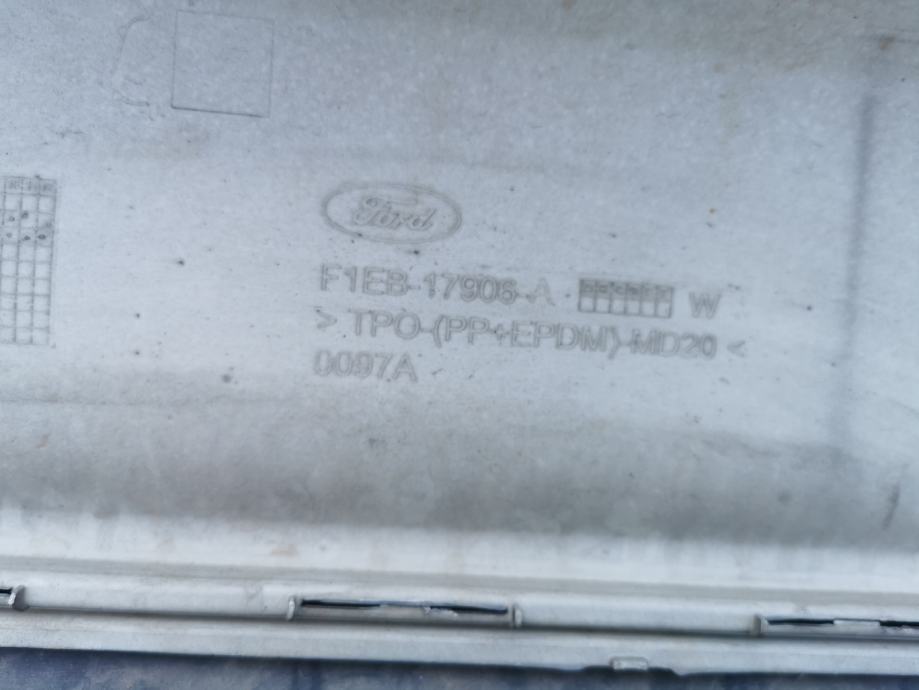 Ford
F1EB-17906-A W
> TPO-(PP+EPDM)-MD20 <
0097A